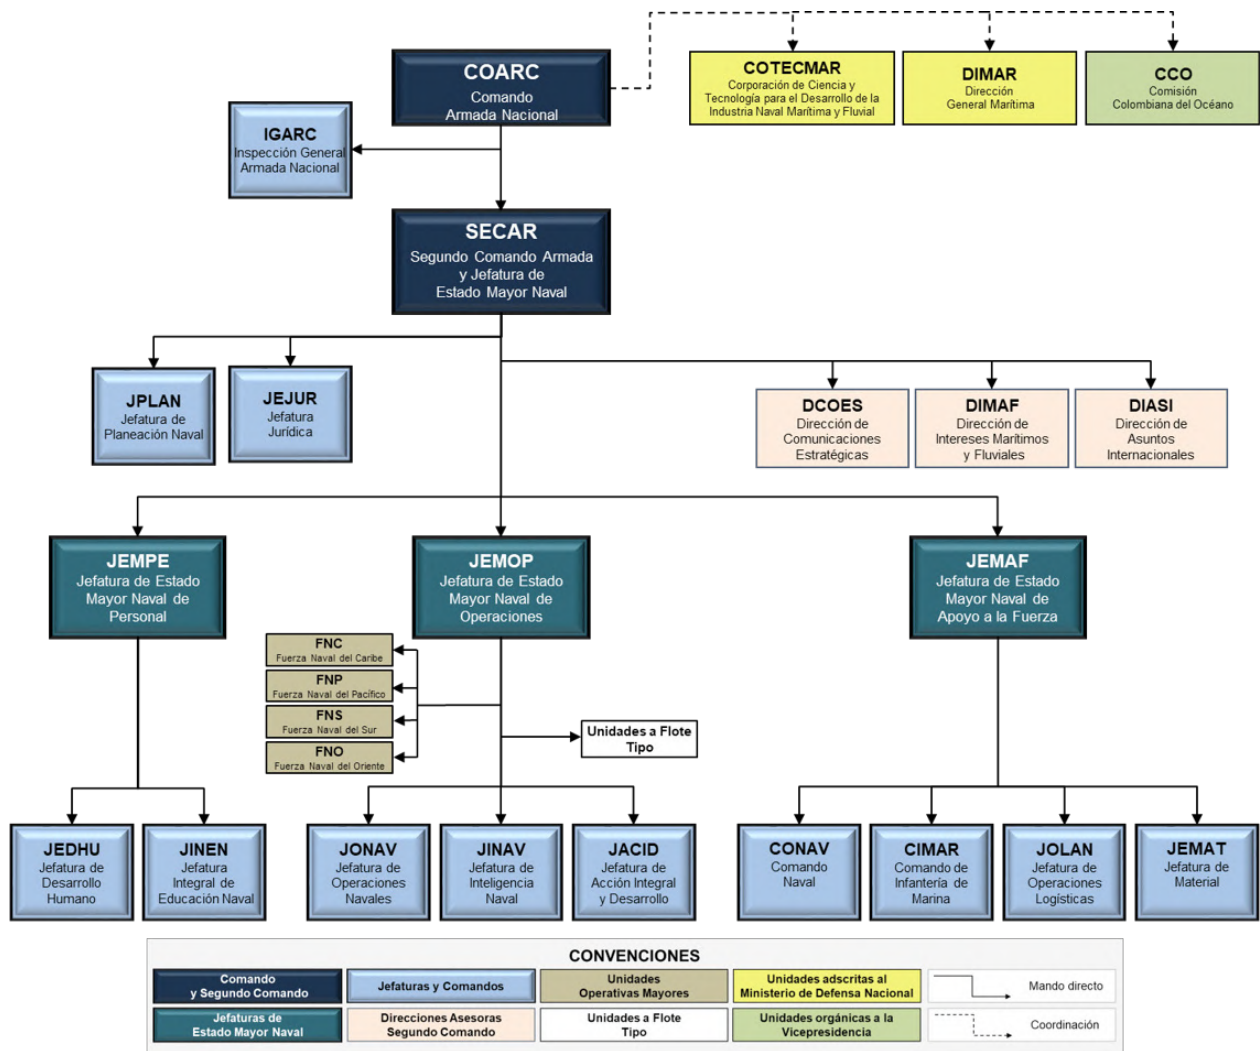 COARC
Comando
Armada Nacional
COTECMAR
Corporación de Ciencia y
Tecnología para el Desarrollo de la
Industria Naval Marítima y Fluvial
DIMAR
Dirección
General Marítima
CCO
Comisión
Colombiana del Océano
IGARC
Inspección General
Armada Nacional
SECAR
Segundo Comando Armada
y Jefatura de
Estado Mayor Naval
JPLAN
Jefatura de
Planeación Naval
JEJUR
Jefatura
Jurídica
DCOES
Dirección de
Comunicaciones
Estratégicas
DIMAF
Dirección de
Intereses Marítimos
y Fluviales
DIASI
Dirección de
Asuntos
Internacionales
JEMPE
Jefatura de Estado
Mayor Naval de
Personal
JEMOP
Jefatura de Estado
Mayor Naval de
Operaciones
JEMAF
Jefatura de Estado
Mayor Naval de
Apoyo a la Fuerza
FNC
Fuerza Naval del Caribe
FNP
Fuerza Naval del Pacífico
FNS
Fuerza Naval del Sur
FNO
Fuerza Naval del Oriente
Unidades a Flote
Tipo
JEDHU
Jefatura de
Desarrollo
Humano
JINEN
Jefatura
Integral de
Educación Naval
JONAV
Jefatura de
Operaciones
Navales
JINAV
Jefatura de
Inteligencia
Naval
JACID
Jefatura de
Acción Integral
y Desarrollo
CONAV
Comando
Naval
CIMAR
Comando de
Infantería de
Marina
JOLAN
Jefatura de
Operaciones
Logísticas
JEMAT
Jefatura de
Material
CONVENCIONES
Comando
y Segundo Comando
Jefaturas y Comandos
Unidades
Operativas Mayores
Unidades adscritas al
Ministerio de Defensa Nacional
Mando directo
Jefaturas de
Estado Mayor Naval
Direcciones Asesoras
Segundo Comando
Unidades a Flote
Tipo
Unidades orgánicas a la
Vicepresidencia
Coordinación